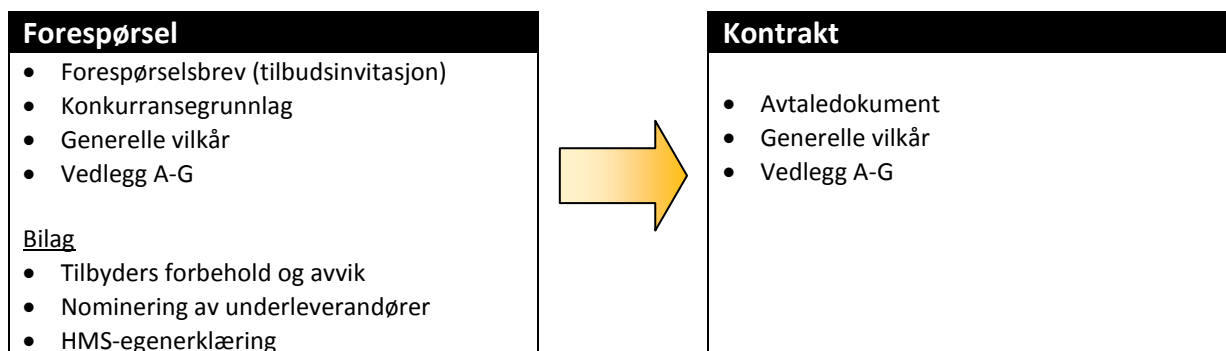 Forespørsel
• Forespørselsbrev (tilbudsinvitasjon)
• Konkurransegrunnlag
• Generelle vilkår
• Vedlegg A-G
Bilag
• Tilbyders forbehold og avvik
• Nominering av underleverandører
• HMS-egenerklæring
Kontrakt
• Avtaledokument
• Generelle vilkår
• Vedlegg A-G